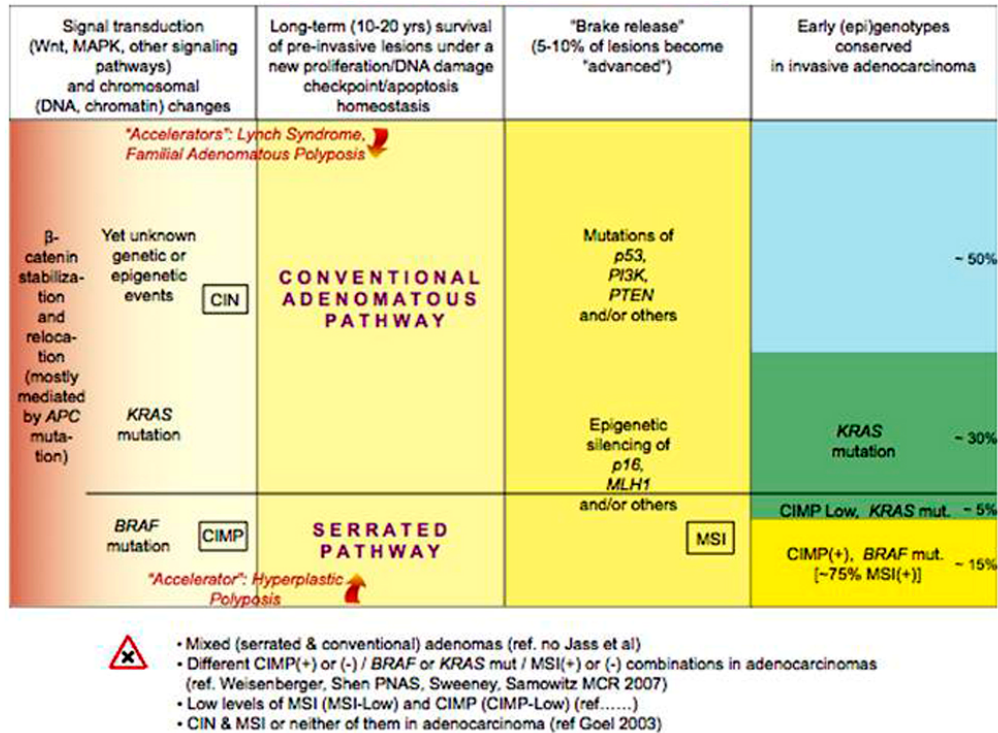 Signal transduction
(Wnt, MAPK, other signaling
pathways)
and chromosomal
(DNA, chromatin) changes
Long-term (10-20 yrs) survival
of pre-invasive lesions under a
new proliferation/DNA damage
checkpoint/apoptosis
homeostasis
"Brake release"
(5-10% of lesions become
"advanced")
Early (epi)genotypes
conserved
in invasive adenocarcinoma
"Accelerators": Lynch Syndrome,
Familial Adenomatous Polyposis
β-
catenin
stabiliza-
tion
and
reloca-
tion
(mostly
mediated
by APC
muta-
tion)
Yet unknown
genetic or
epigenetic
events
CIN
KRAS
mutation
BRAF
mutation
CIMP
"Accelerator": Hyperplastic
Polyposis
CONVENTIONAL
ADENOMATOUS
PATHWAY
SERRATED
PATHWAY
Mutations of
p53,
PI3K,
PTEN
and/or others
Epigenetic
silencing of
p16,
MLH1
and/or others
MSI
~ 50%
KRAS
mutation
~ 30%
CIMP Low, KRAS mut. ~ 5%
CIMP(+), BRAF mut.
[~75% MSI(+)]
~ 15%
• Mixed (serrated & conventional) adenomas (ref. no Jass et al)
• Different CIMP(+) or (-) / BRAF or KRAS mut / MSI(+) or (-) combinations in adenocarcinomas
(ref. Weisenberger, Shen PNAS, Sweeney, Samowitz MCR 2007)
• Low levels of MSI (MSI-Low) and CIMP (CIMP-Low) (ref......)
• CIN & MSI or neither of them in adenocarcinoma (ref Goel 2003)